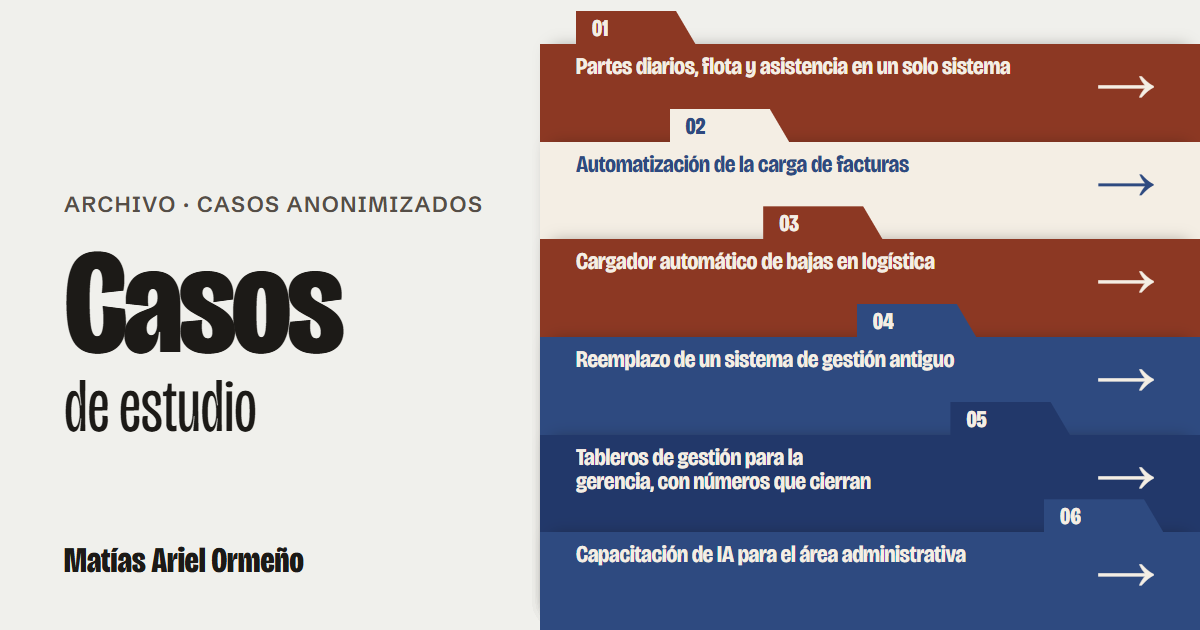 ARCHIVO · CASOS ANONIMIZADOS
Casos
de estudio
Matías Ariel Ormeño
01
Partes diarios, flota y asistencia en un solo sistema
02
Automatización de la carga de facturas
03
Cargador automático de bajas en logística
04
Reemplazo de un sistema de gestión antiguo
05
Tableros de gestión para la
gerencia, con números que cierran
06
Capacitación de IA para el área administrativa